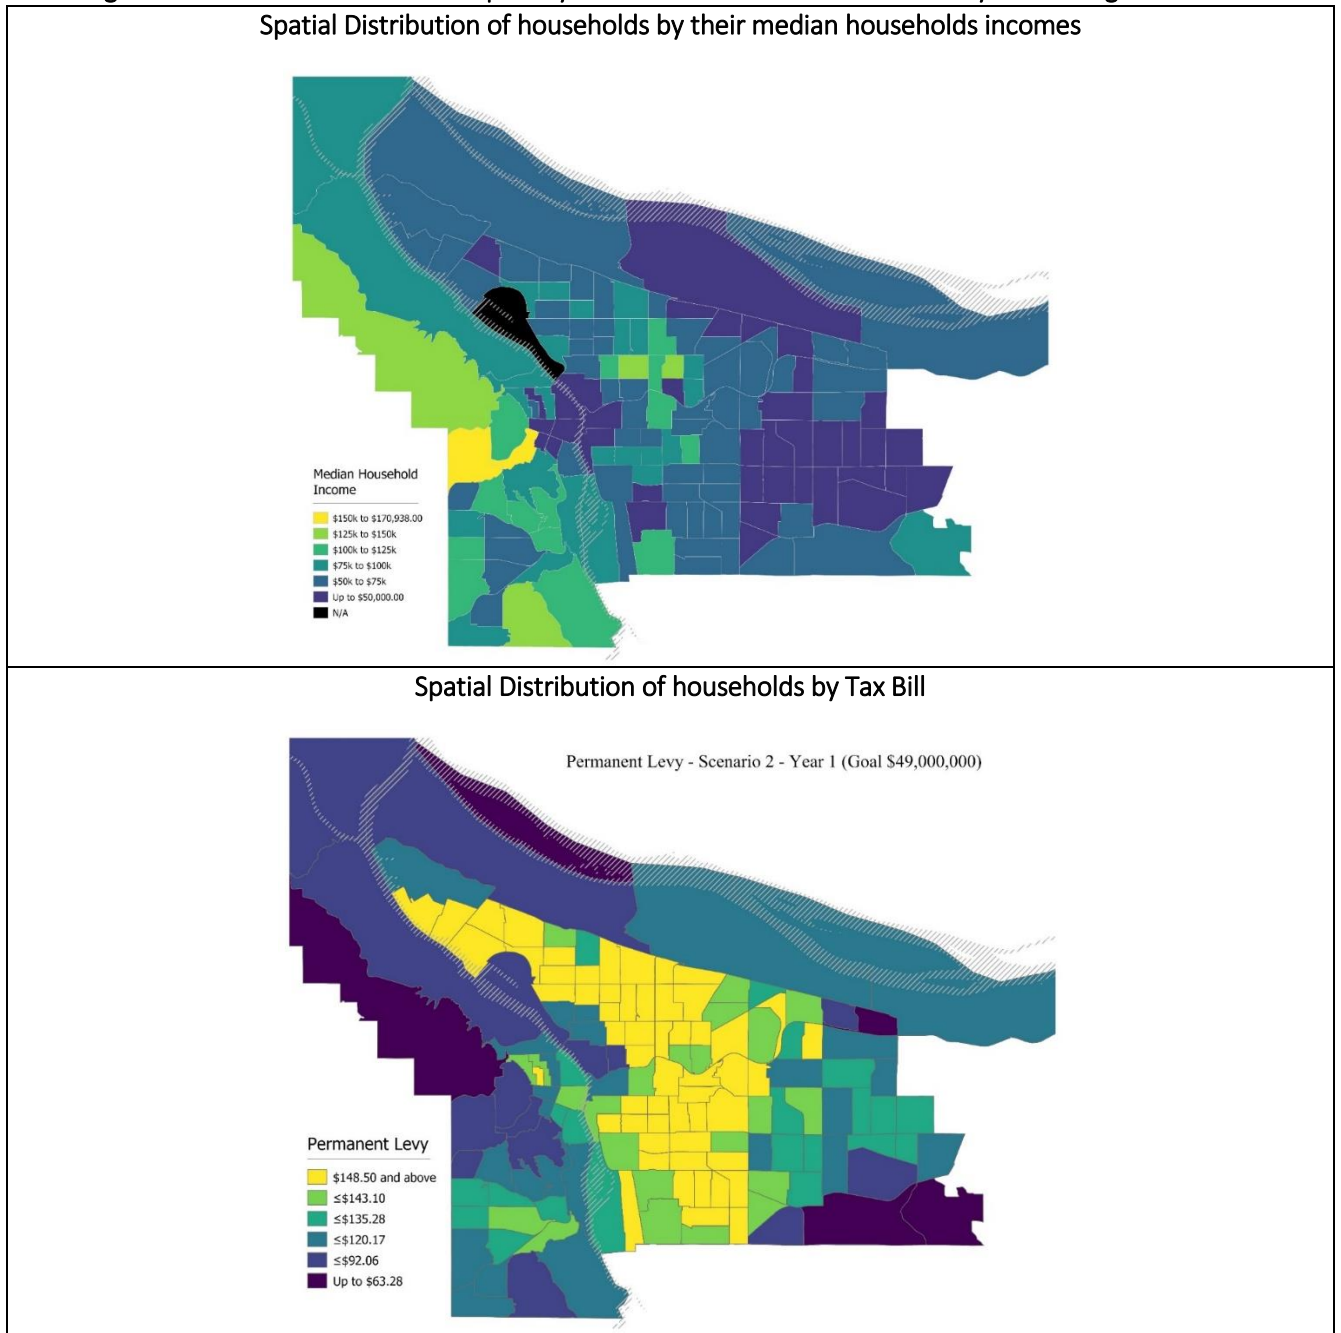 Spatial Distribution of households by their median households incomes
Median Household
Income
$150k to $170,938.00
$125k to $150k
$100k to $125k
$75k to $100k
$50k to $75k
Up to $50,000.00
N/A
Spatial Distribution of households by Tax Bill
Permanent Levy - Scenario 2 - Year 1 (Goal $49,000,000)
Permanent Levy
$148.50 and above
≤$143.10
≤$135.28
≤$120.17
≤$92.06
Up to $63.28